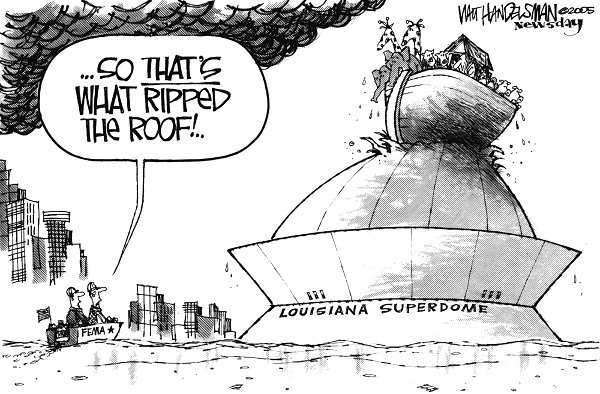 WALT HANDELSMAN ©2005
NEWSDAY
...SO THAT'S
WHAT RIPPED
THE ROOF!..
FEMA ★
LOUISIANA SUPERDOME